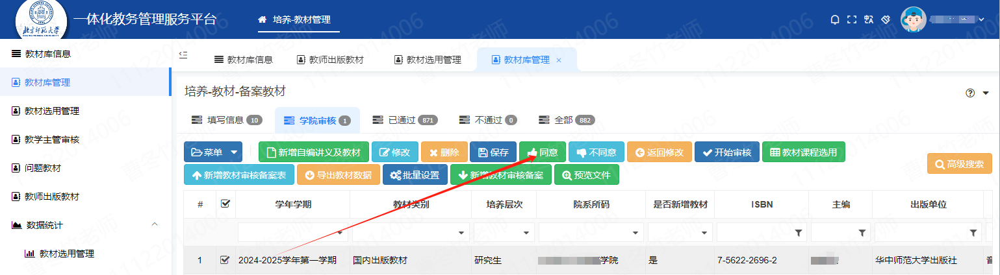 北京师范大学
一体化教务管理服务平台
培养-教材管理
教材库信息
教材库管理
教材选用管理
教学主管审核
问题教材
教师出版教材
数据统计
教材选用管理
教材库信息 教师出版教材 教材选用管理 教材库管理 ×
培养-教材-备案教材
填写信息 10 学院审核 1 已通过 871 不通过 0 全部 882
菜单 新增自编讲义及教材 修改 删除 保存 同意 不同意 返回修改 开始审核 教材课程选用
新增教材审核备案表 导出教材数据 批量设置 新增教材审核备案 预览文件
高级搜索
# 学年学期 教材类别 培养层次 院系所码 是否新增教材 ISBN 主编 出版单位
1 2024-2025学年第一学期 国内出版教材 研究生 学院 是 7-5622-2696-2 华中师范大学出版社
曹冬竹老师
11122014006